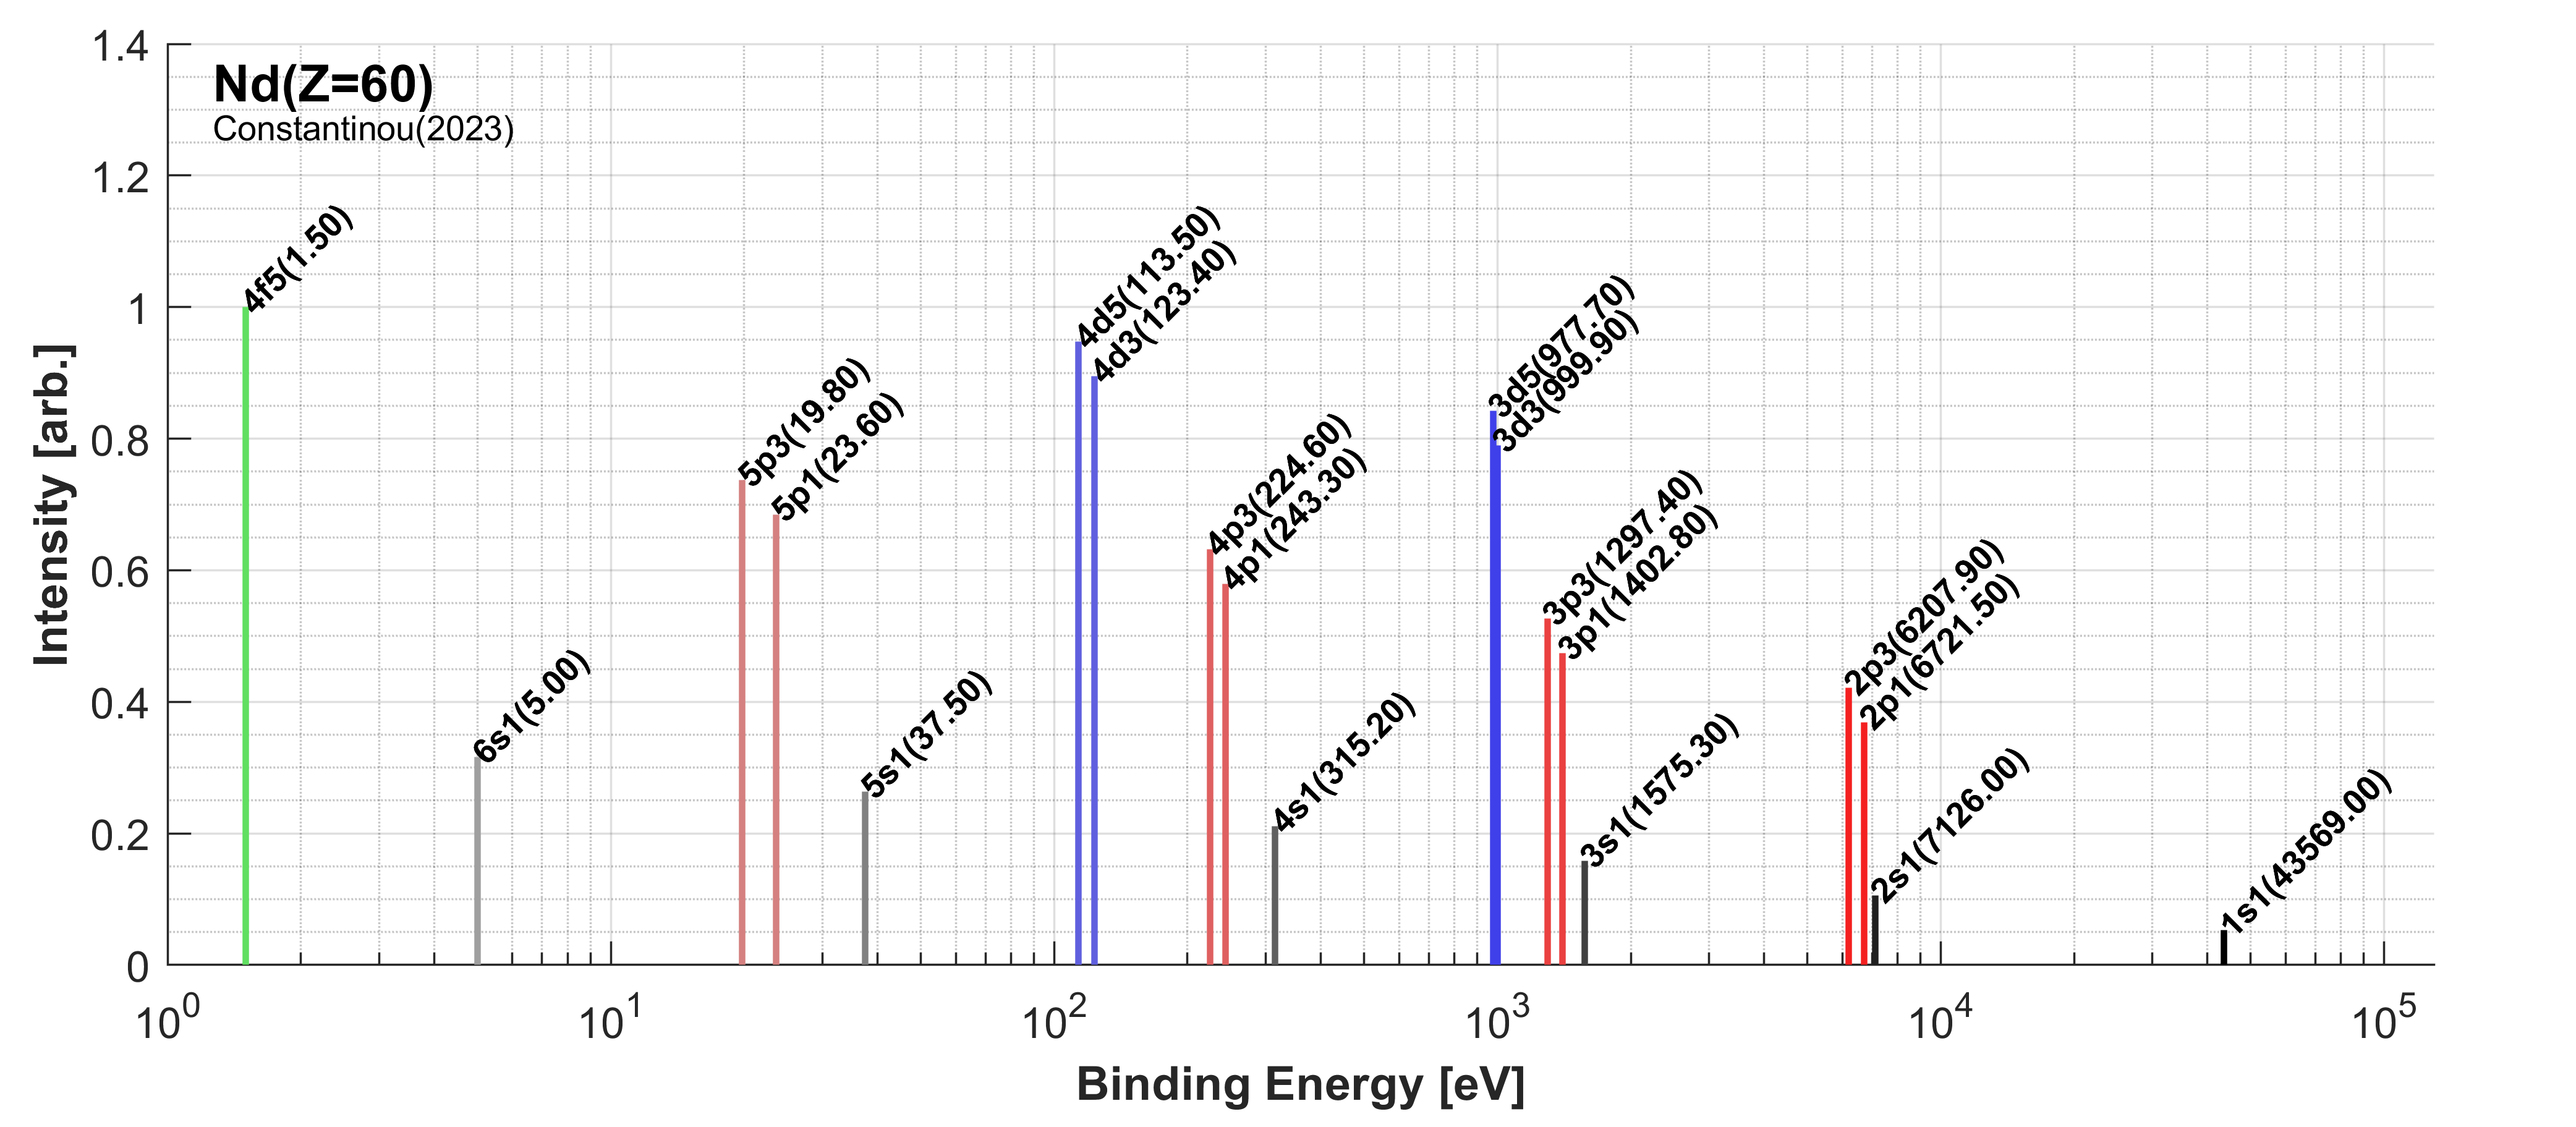 Nd(Z=60)
Constantinou(2023)
Intensity [arb.]
1.4
1.2
1
0.8
0.6
0.4
0.2
0
4f5(1.50)
6s1(5.00)
5p3(19.80)
5p1(23.60)
5s1(37.50)
4d5(113.50)
4d3(123.40)
4p3(224.60)
4p1(243.30)
4s1(315.20)
3d5(977.70)
3d3(999.90)
3p3(1297.40)
3p1(1402.80)
3s1(1575.30)
2p3(6207.90)
2p1(6721.50)
2s1(7126.00)
1s1(43569.00)
10^0 10^1 10^2 10^3 10^4 10^5
Binding Energy [eV]